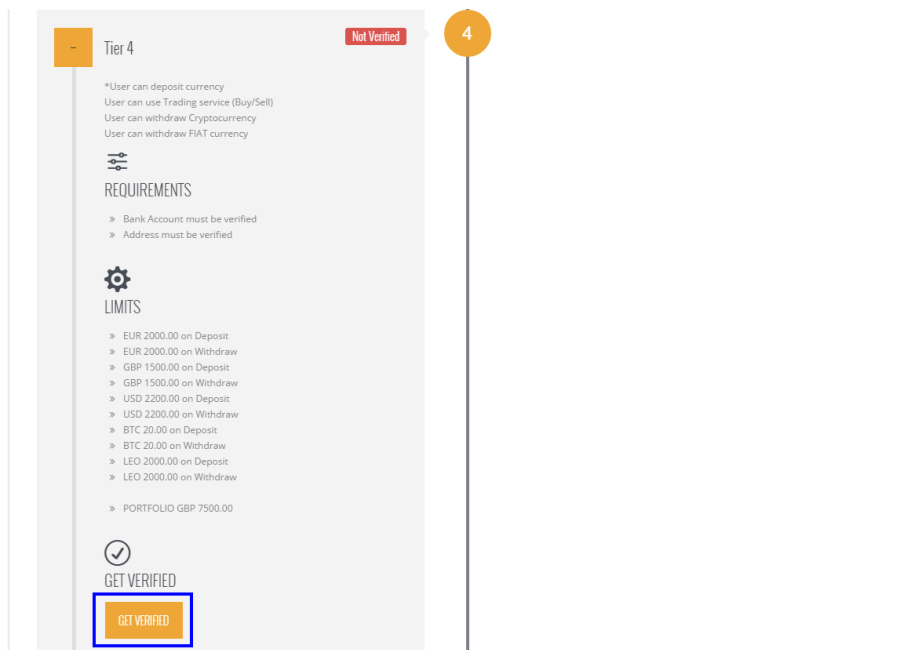 -
Tier 4
Not Verified
4
*User can deposit currency
User can use Trading service (Buy/Sell)
User can withdraw Cryptocurrency
User can withdraw FIAT currency
REQUIREMENTS
» Bank Account must be verified
» Address must be verified
LIMITS
» EUR 2000.00 on Deposit
» EUR 2000.00 on Withdraw
» GBP 1500.00 on Deposit
» GBP 1500.00 on Withdraw
» USD 2200.00 on Deposit
» USD 2200.00 on Withdraw
» BTC 20.00 on Deposit
» BTC 20.00 on Withdraw
» LEO 2000.00 on Deposit
» LEO 2000.00 on Withdraw
» PORTFOLIO GBP 7500.00
GET VERIFIED
GET VERIFIED